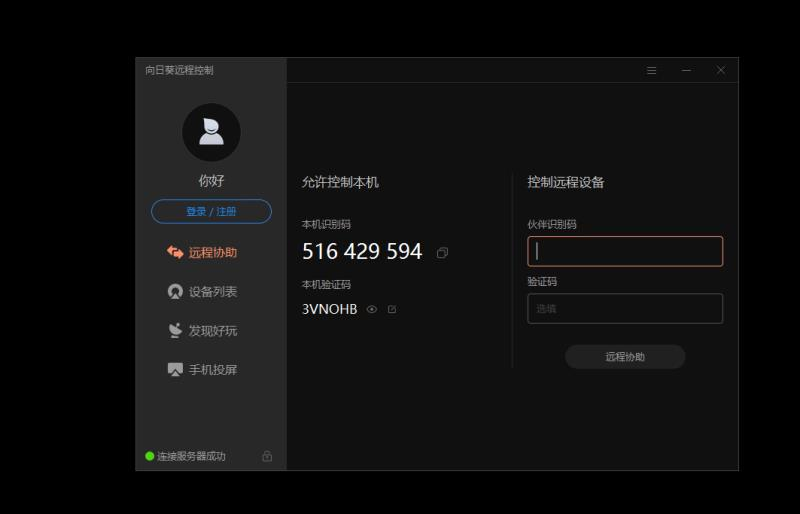 向日葵远程控制
你好
登录 / 注册
远程协助
设备列表
发现好玩
手机投屏
连接服务器成功
允许控制本机
本机识别码
516 429 594
本机验证码
3VNOHB
控制远程设备
伙伴识别码
验证码
选填
远程协助